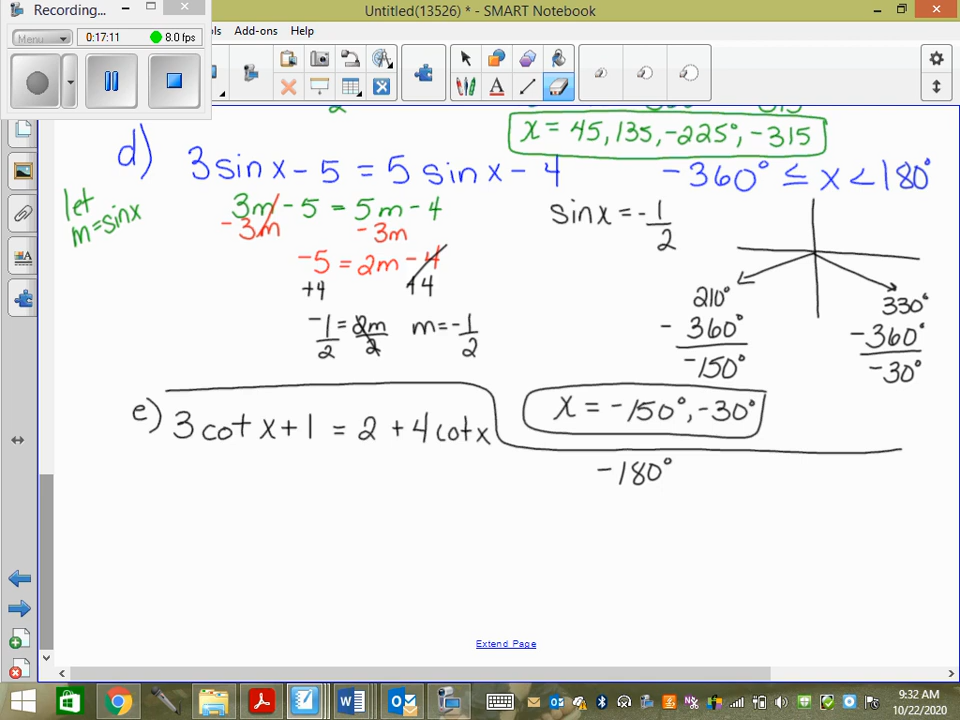 Recording...
Untitled(13526) * - SMART Notebook
Menu
0:17:11
8.0 fps
ols Add-ons Help
x = 45, 135, -225°, -315
d) 3 sin x - 5 = 5 sin x - 4 -360° ≤ x < 180°
let m = sin x
3m - 5 = 5m - 4
-3m -3m
-5 = 2m - 4
+4 +4
-1/2 = 2m/2 m = -1/2
sin x = -1/2
210°
- 360°
-150°
330°
- 360°
-30°
x = -150°, -30°
e) 3 cot x + 1 = 2 + 4 cot x
-180°
Extend Page
9:32 AM
10/22/2020